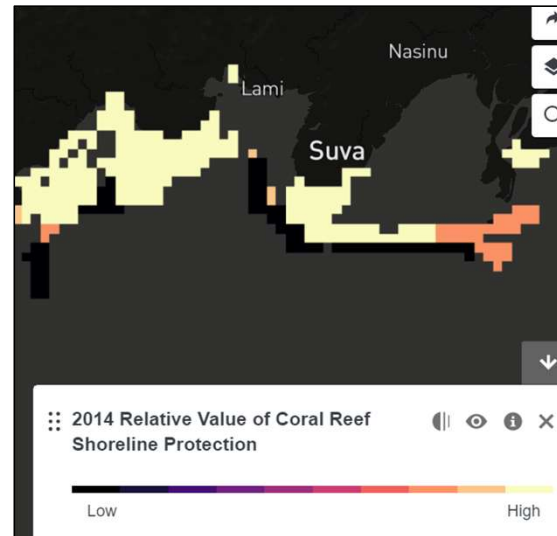 Nasinu
Lami
Suva
2014 Relative Value of Coral Reef
Shoreline Protection
Low
High